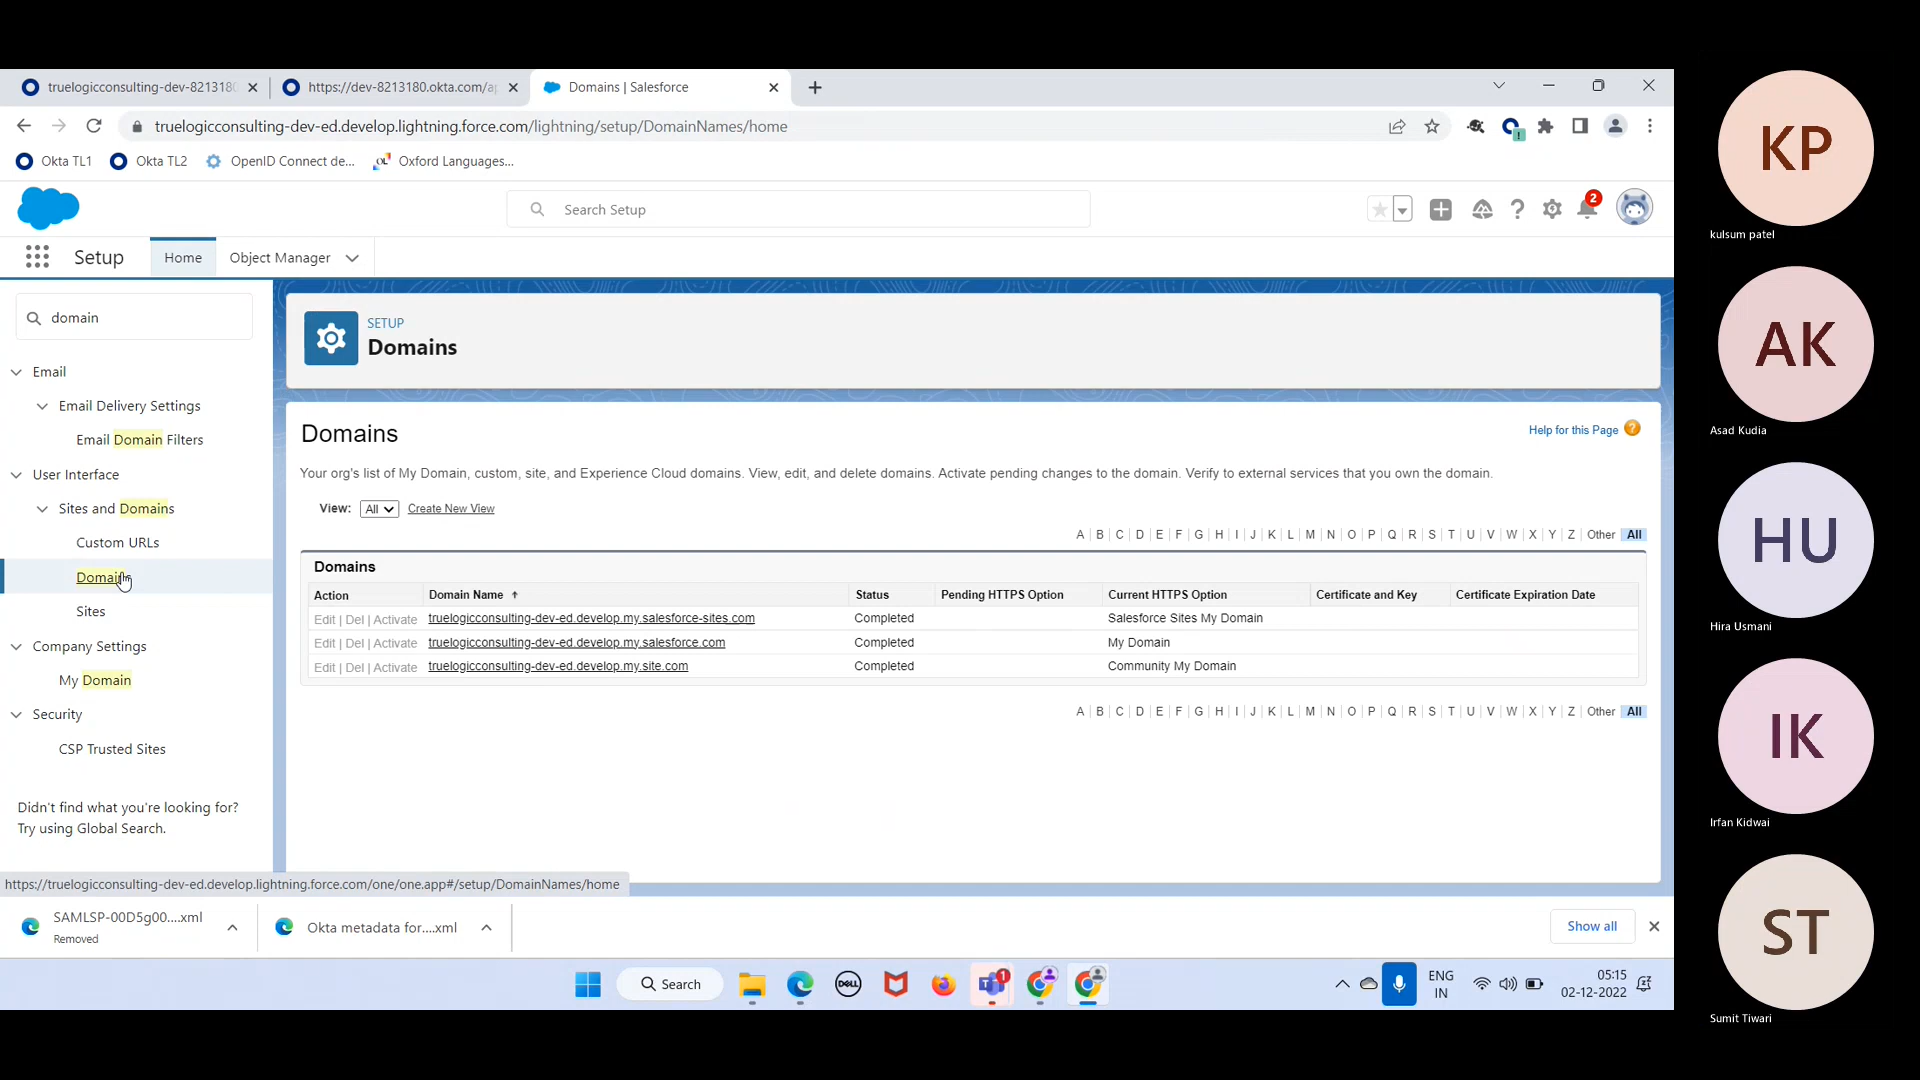 truelogicconsulting-dev-8213180
https://dev-8213180.okta.com/ap
Domains | Salesforce
truelogicconsulting-dev-ed.develop.lightning.force.com/lightning/setup/DomainNames/home
Okta TL1
Okta TL2
OpenID Connect de...
Oxford Languages...
Search Setup
2
Setup
Home
Object Manager
domain
Email
Email Delivery Settings
Email Domain Filters
User Interface
Sites and Domains
Custom URLs
Domains
Sites
Company Settings
My Domain
Security
CSP Trusted Sites
Didn't find what you're looking for?
Try using Global Search.
SETUP
Domains
Domains
Help for this Page
Your org's list of My Domain, custom, site, and Experience Cloud domains. View, edit, and delete domains. Activate pending changes to the domain. Verify to external services that you own the domain.
View: All Create New View
A | B | C | D | E | F | G | H | I | J | K | L | M | N | O | P | Q | R | S | T | U | V | W | X | Y | Z | Other All
Domains
Action Domain Name Status Pending HTTPS Option Current HTTPS Option Certificate and Key Certificate Expiration Date
Edit | Del | Activate truelogicconsulting-dev-ed.develop.my.salesforce-sites.com Completed Salesforce Sites My Domain
Edit | Del | Activate truelogicconsulting-dev-ed.develop.my.salesforce.com Completed My Domain
Edit | Del | Activate truelogicconsulting-dev-ed.develop.my.site.com Completed Community My Domain
A | B | C | D | E | F | G | H | I | J | K | L | M | N | O | P | Q | R | S | T | U | V | W | X | Y | Z | Other All
https://truelogicconsulting-dev-ed.develop.lightning.force.com/one/one.app#/setup/DomainNames/home
SAMLSP-00D5g00....xml
Removed
Okta metadata for....xml
Show all
Search
DELL
1
ENG
IN
05:15
02-12-2022
KP
kulsum patel
AK
Asad Kudia
HU
Hira Usmani
IK
Irfan Kidwai
ST
Sumit Tiwari